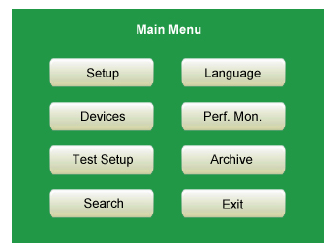 Main Menu
Setup
Language
Devices
Perf. Mon.
Test Setup
Archive
Search
Exit